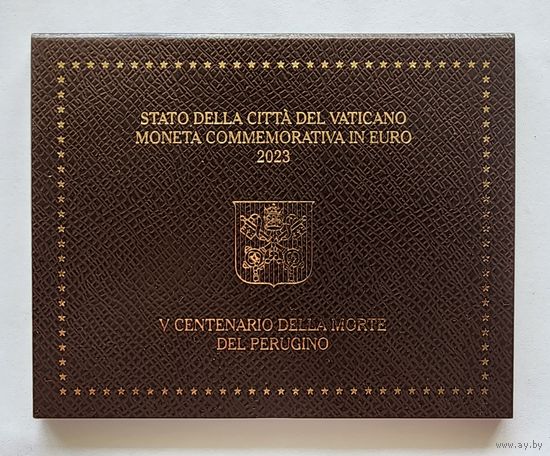 STATO DELLA CITTÀ DEL VATICANO
MONETA COMMEMORATIVA IN EURO
2023
V CENTENARIO DELLA MORTE
DEL PERUGINO
www.ay.by